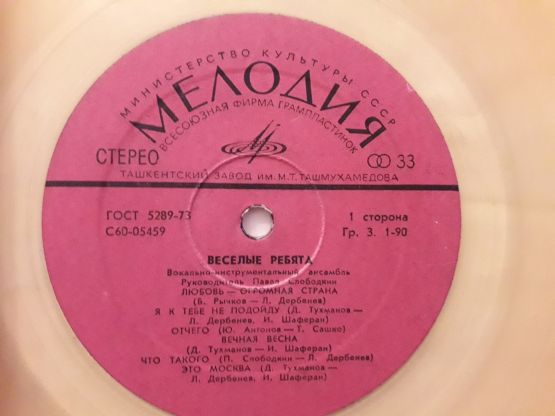 МИНИСТЕРСТВО КУЛЬТУРЫ СССР
МЕЛОДИЯ
ВСЕСОЮЗНАЯ ФИРМА ГРАМПЛАСТИНОК
СТЕРЕО
33
ТАШКЕНТСКИЙ ЗАВОД ИМ. М.Т. ТАШМУХАМЕДОВА
ГОСТ 5289-73
С60-05459
1 сторона
Гр. 3. 1-90
ВЕСЕЛЫЕ РЕБЯТА
Вокально-инструментальный ансамбль
Руководитель Павел Слободкин
ЛЮБОВЬ — ОГРОМНАЯ СТРАНА
(Б. Рычков — Л. Дербенев)
Я К ТЕБЕ НЕ ПОДОЙДУ (Д. Тухманов —
Л. Дербенев, И. Шаферан)
ОТЧЕГО (Ю. Антонов — Т. Сашко)
ВЕЧНАЯ ВЕСНА
(Д. Тухманов — И. Шаферан)
ЧТО ТАКОГО (П. Слободкин — Л. Дербенев)
ЭТО МОСКВА (Д. Тухманов —
Л. Дербенев, И. Шаферан)